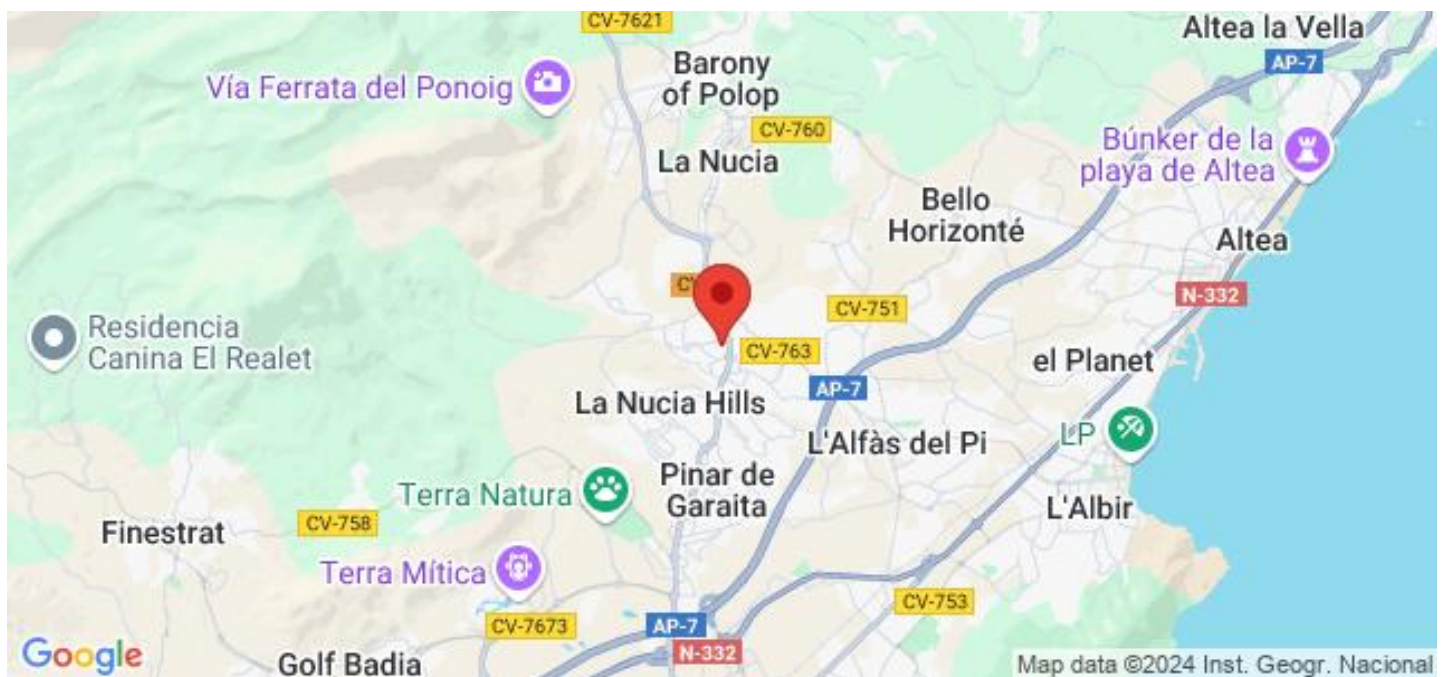 CV-7621
Altea la Vella
AP-7
Vía Ferrata del Ponoig
Barony
of Polop
CV-760
Búnker de la
playa de Altea
La Nucia
Bello
Horizonté
Altea
N-332
CV-751
Residencia
Canina El Realet
CV-763
el Planet
AP-7
La Nucia Hills
L'Alfàs del Pi
LP
Pinar de
Garaita
Terra Natura
L'Albir
CV-758
Finestrat
Terra Mítica
CV-753
CV-7673
AP-7
N-332
Google
Golf Badia
Map data ©2024 Inst. Geogr. Nacional